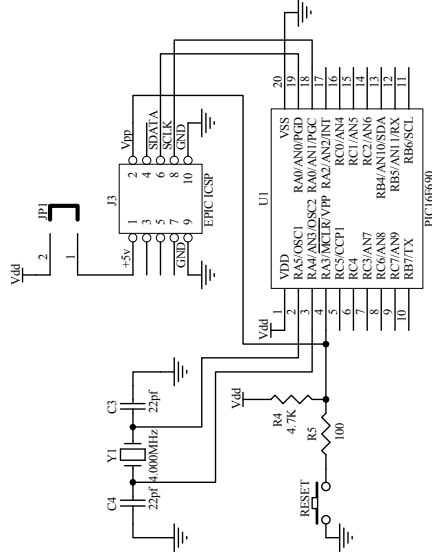 Vdd
JP1
2
1
J3
Vpp
+5v
1
2
3
4
SDATA
5
6
SCLK
7
8
GND
GND
9
10
EPIC ICSP
C3
22pf
Y1
4.000MHz
C4
22pf
Vdd
R4
4.7K
R5
100
RESET
Vdd
U1
1 VDD VSS 20
2 RA5/OSC1 RA0/AN0/PGD 19
3 RA4/AN3/OSC2 RA0/AN1/PGC 18
4 RA3/MCLR/VPP RA2/AN2/INT 17
5 RC5/CCP1 RC0/AN4 16
6 RC4 RC1/AN5 15
7 RC3/AN7 RC2/AN6 14
8 RC6/AN8 RB4/AN10/SDA 13
9 RC7/AN9 RB5/AN11/RX 12
10 RB7/TX RB6/SCL 11
PIC16F690